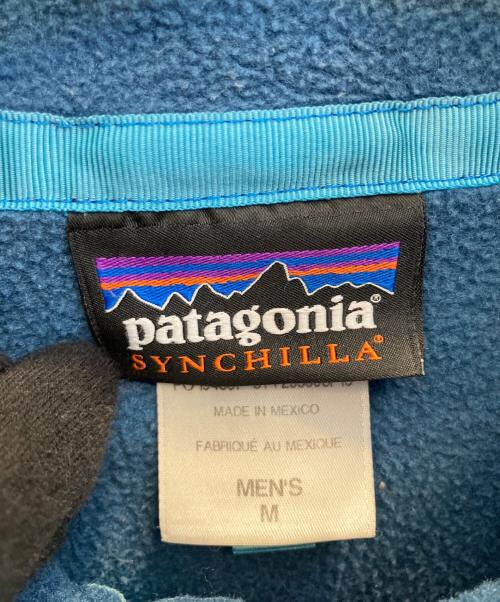 patagonia®
SYNCHILLA®
MADE IN MEXICO
FABRIQUÉ AU MEXIQUE
MEN'S
M